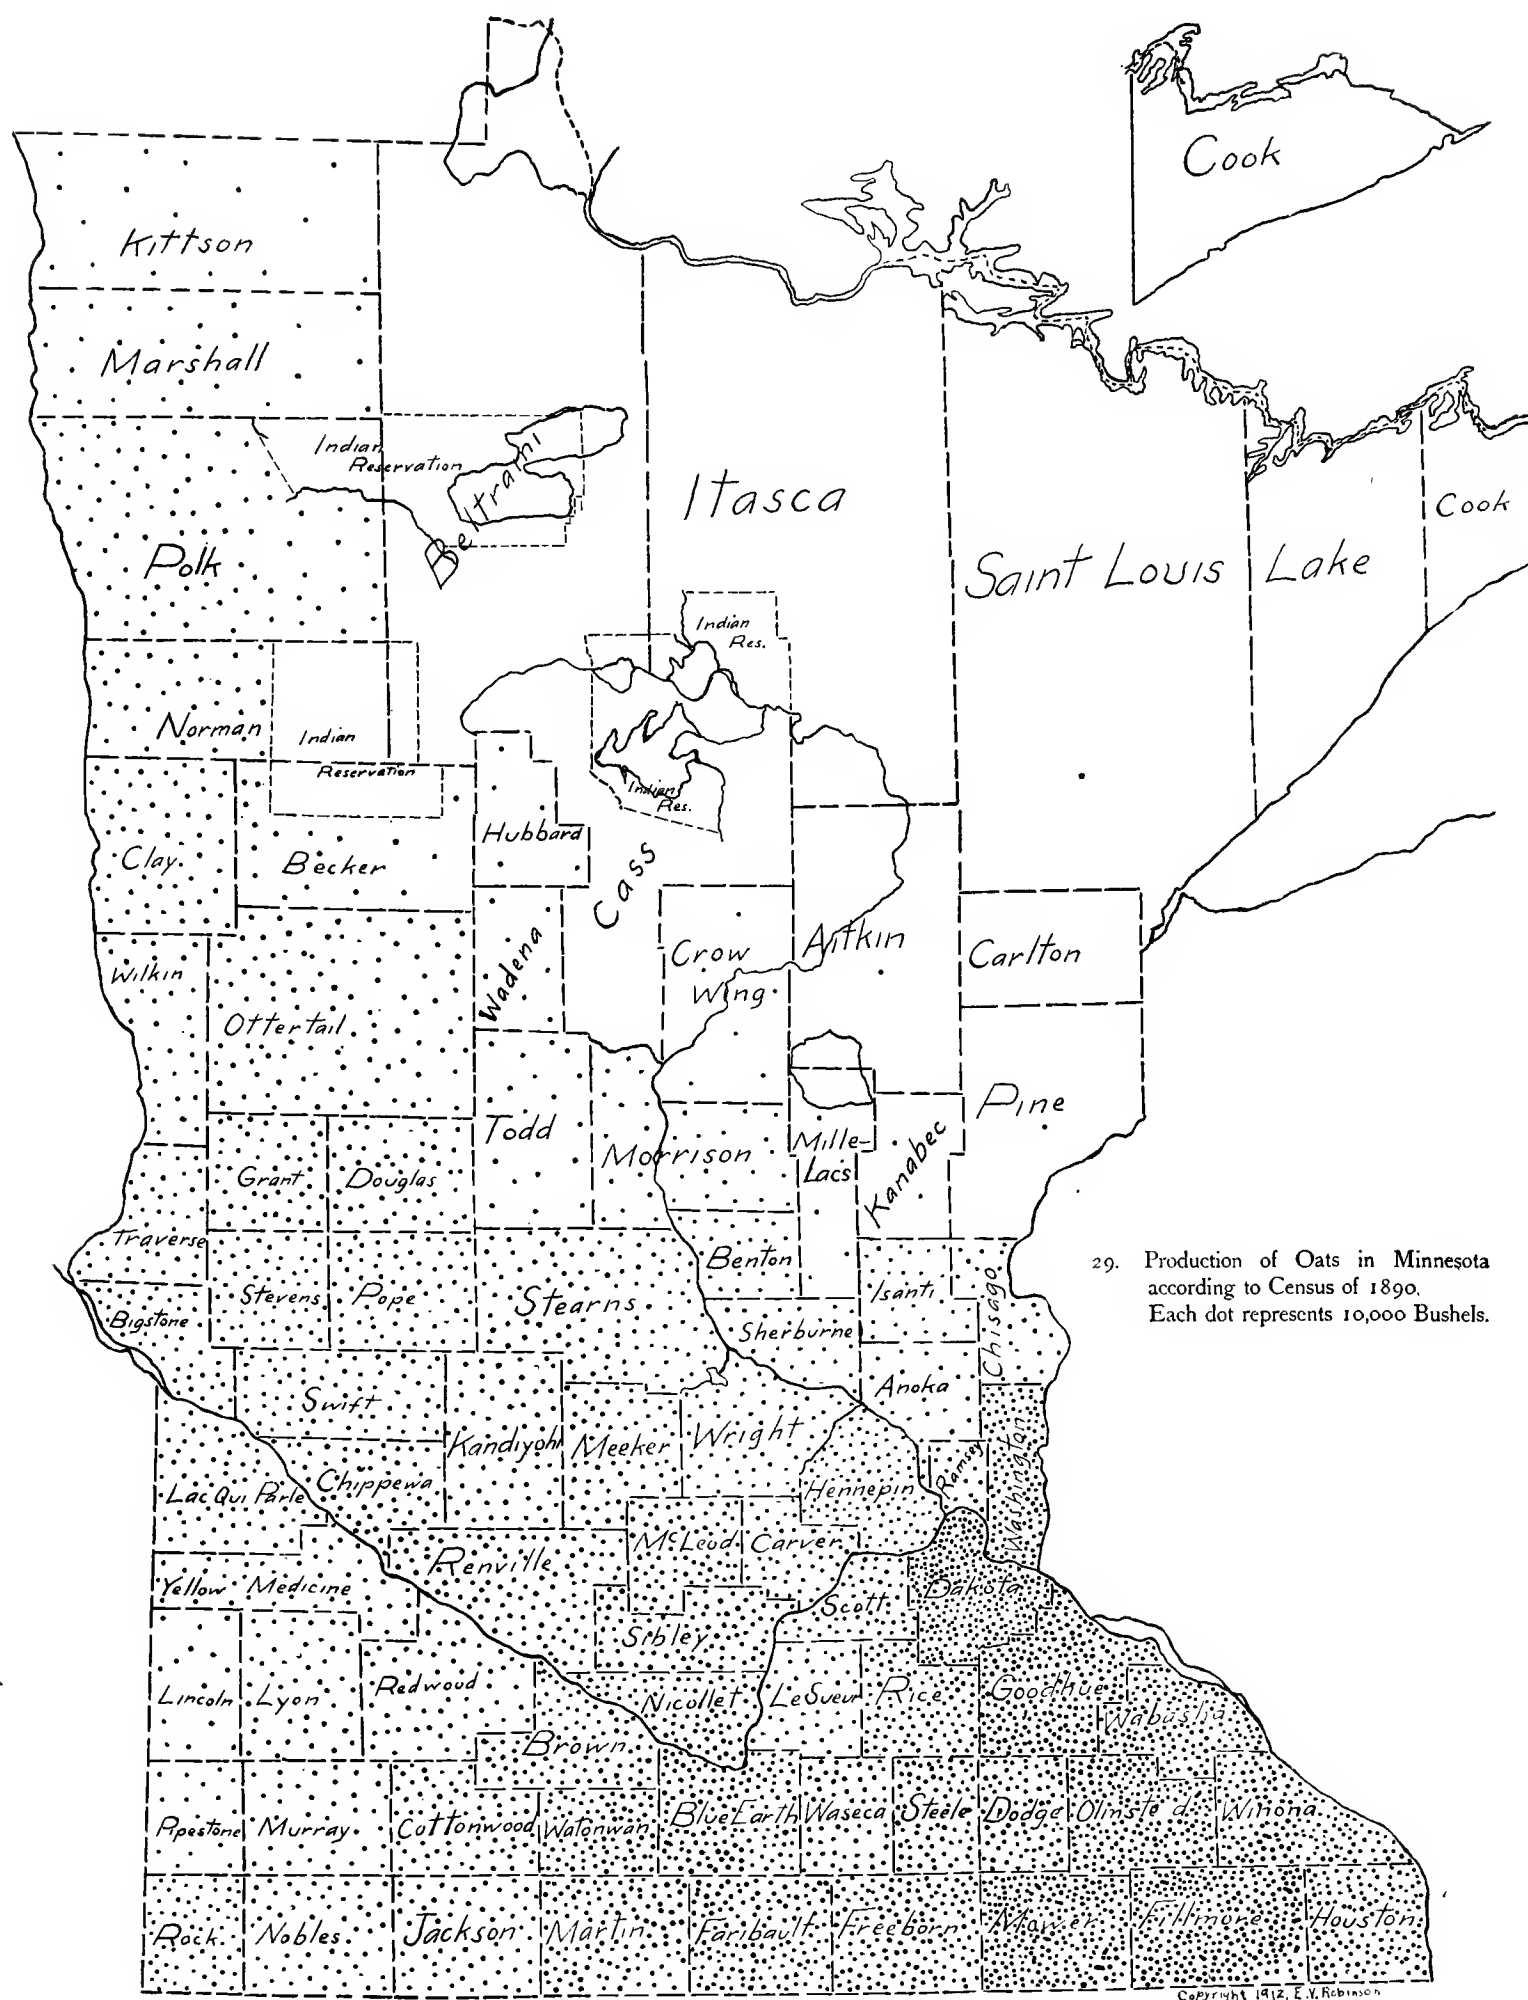 Cook
Kittson
Marshall
Indian
Reservation
Beltrami
Itasca
Cook
Polk
Saint Louis
Lake
Indian
Res.
Norman
Indian
Reservation
Indian
Res.
Hubbard
Clay
Becker
Cass
Wadena
Crow
Wing
Aitkin
Carlton
Wilkin
Ottertail
Pine
Todd
Morrison
Mille-
Lacs
Kanabec
Grant
Douglas
Traverse
Benton
29. Production of Oats in Minnesota
according to Census of 1890.
Each dot represents 10,000 Bushels.
Stevens
Pope
Stearns
Isanti
Chisago
Bigstone
Sherburne
Swift
Anoka
Kandiyohi
Meeker
Wright
Washington
Lac Qui Parle
Chippewa
Hennepin
Ramsey
Renville
McLeod
Carver
Yellow Medicine
Scott
Dakota
Sibley
Lincoln
Lyon
Redwood
Nicollet
LeSueur
Rice
Goodhue
Wabasha
Brown
Pipestone
Murray
Cottonwood
Watonwan
Blue Earth
Waseca
Steele
Dodge
Olmsted
Winona
Rock
Nobles
Jackson
Martin
Faribault
Freeborn
Mower
Fillmore
Houston
Copyright 1912, E.V. Robinson